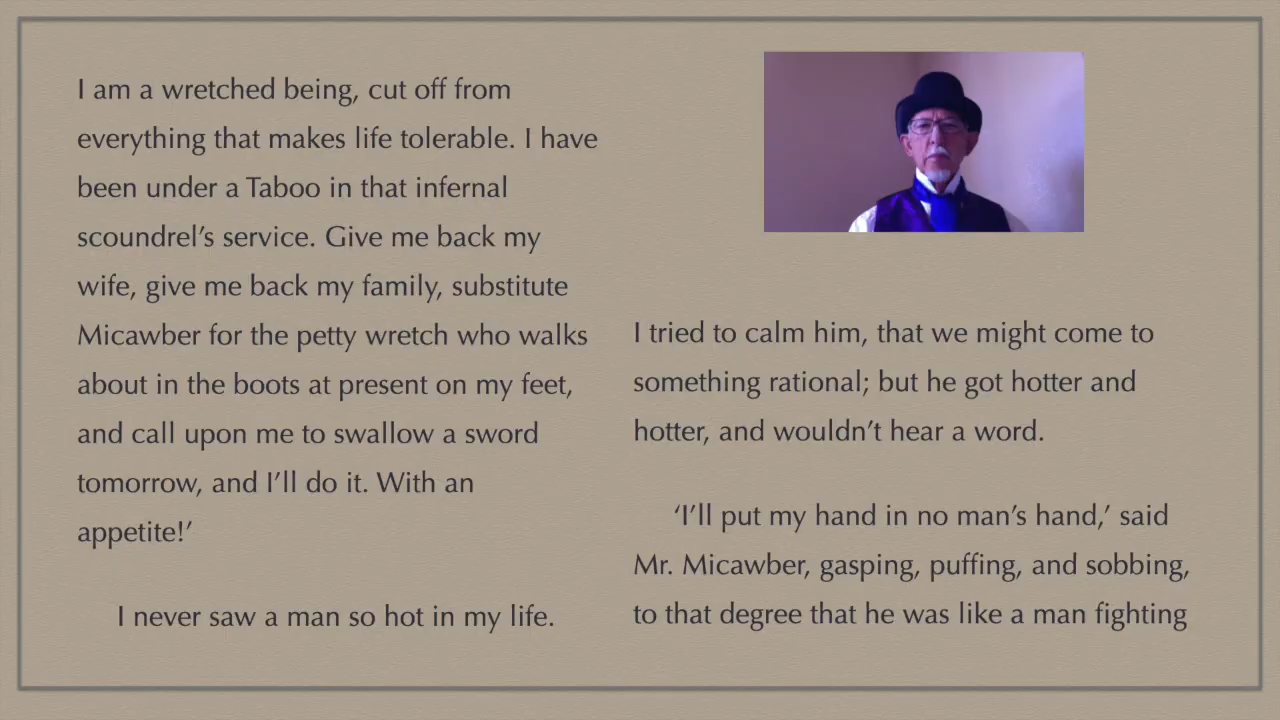 I am a wretched being, cut off from
everything that makes life tolerable. I have
been under a Taboo in that infernal
scoundrel’s service. Give me back my
wife, give me back my family, substitute
Micawber for the petty wretch who walks
about in the boots at present on my feet,
and call upon me to swallow a sword
tomorrow, and I’ll do it. With an
appetite!’
I never saw a man so hot in my life.
I tried to calm him, that we might come to
something rational; but he got hotter and
hotter, and wouldn’t hear a word.
‘I’ll put my hand in no man’s hand,’ said
Mr. Micawber, gasping, puffing, and sobbing,
to that degree that he was like a man fighting